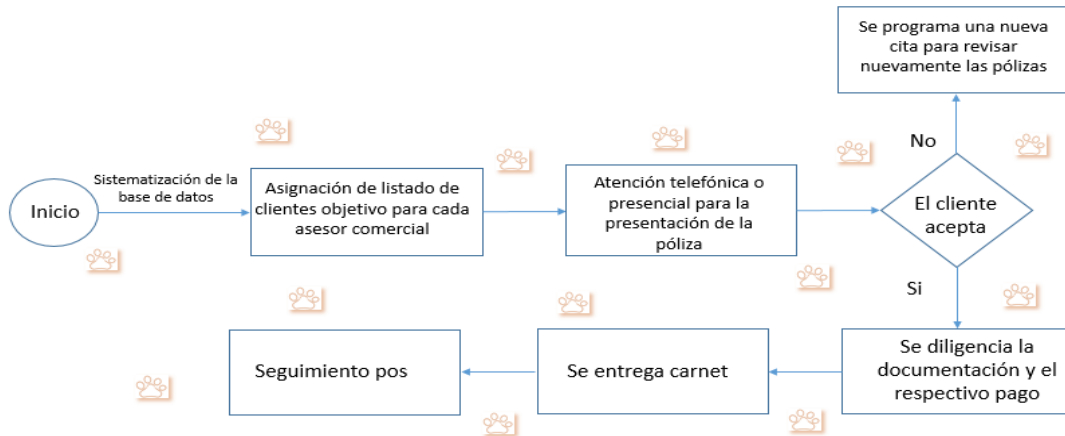 Se programa una nueva
cita para revisar
nuevamente las pólizas
No
Sistematización de la
base de datos
Inicio
Asignación de listado de
clientes objetivo para cada
asesor comercial
Atención telefónica o
presencial para la
presentación de la
póliza
El cliente
acepta
Si
Se diligencia la
documentación y el
respectivo pago
Se entrega carnet
Seguimiento pos